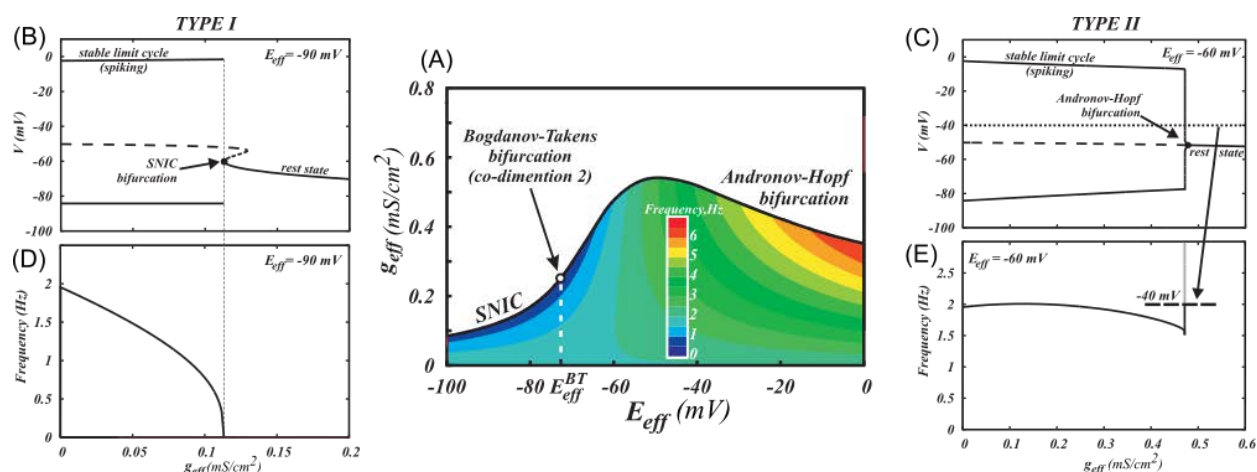 TYPE I
(B)
E_eff = -90 mV
stable limit cycle
(spiking)
SNIC
bifurcation
rest state
V (mV)
0
-20
-40
-60
-80
-100
(D)
E_eff = -90 mV
Frequency (Hz)
2
1.5
1
0.5
0
0
0.05
0.1
0.15
0.2
g_eff (mS/cm²)
(A)
Bogdanov-Takens
bifurcation
(co-dimention 2)
Andronov-Hopf
bifurcation
SNIC
Frequency,Hz
6
5
4
3
2
1
0
g_eff (mS/cm²)
0.8
0.6
0.4
0.2
0
-100
-80
E_eff^BT
-60
-40
-20
0
E_eff (mV)
TYPE II
(C)
E_eff = -60 mV
stable limit cycle
(spiking)
Andronov-Hopf
bifurcation
rest state
V (mV)
0
-20
-40
-60
-80
-100
(E)
E_eff = -60 mV
-40 mV
Frequency (Hz)
2.5
2
1.5
1
0.5
0
0
0.1
0.2
0.3
0.4
0.5
0.6
g_eff (mS/cm²)